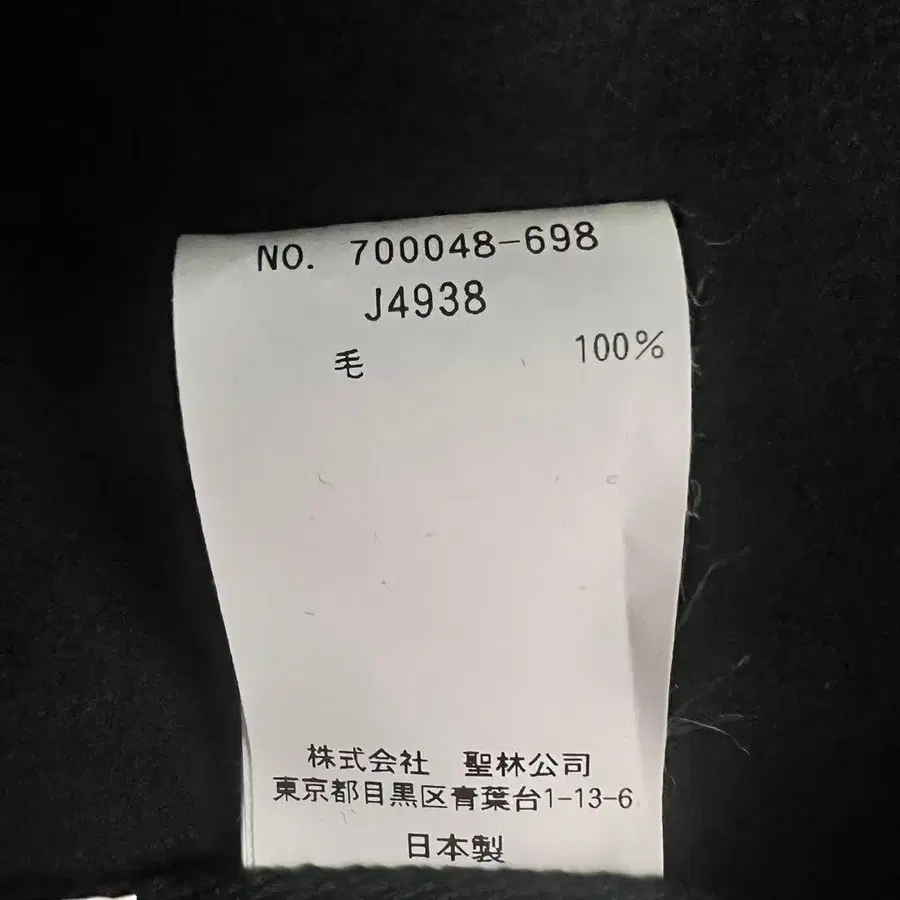 NO. 700048-698
J4938
毛 100%
株式会社 聖林公司
東京都目黒区青葉台1-13-6
日本製